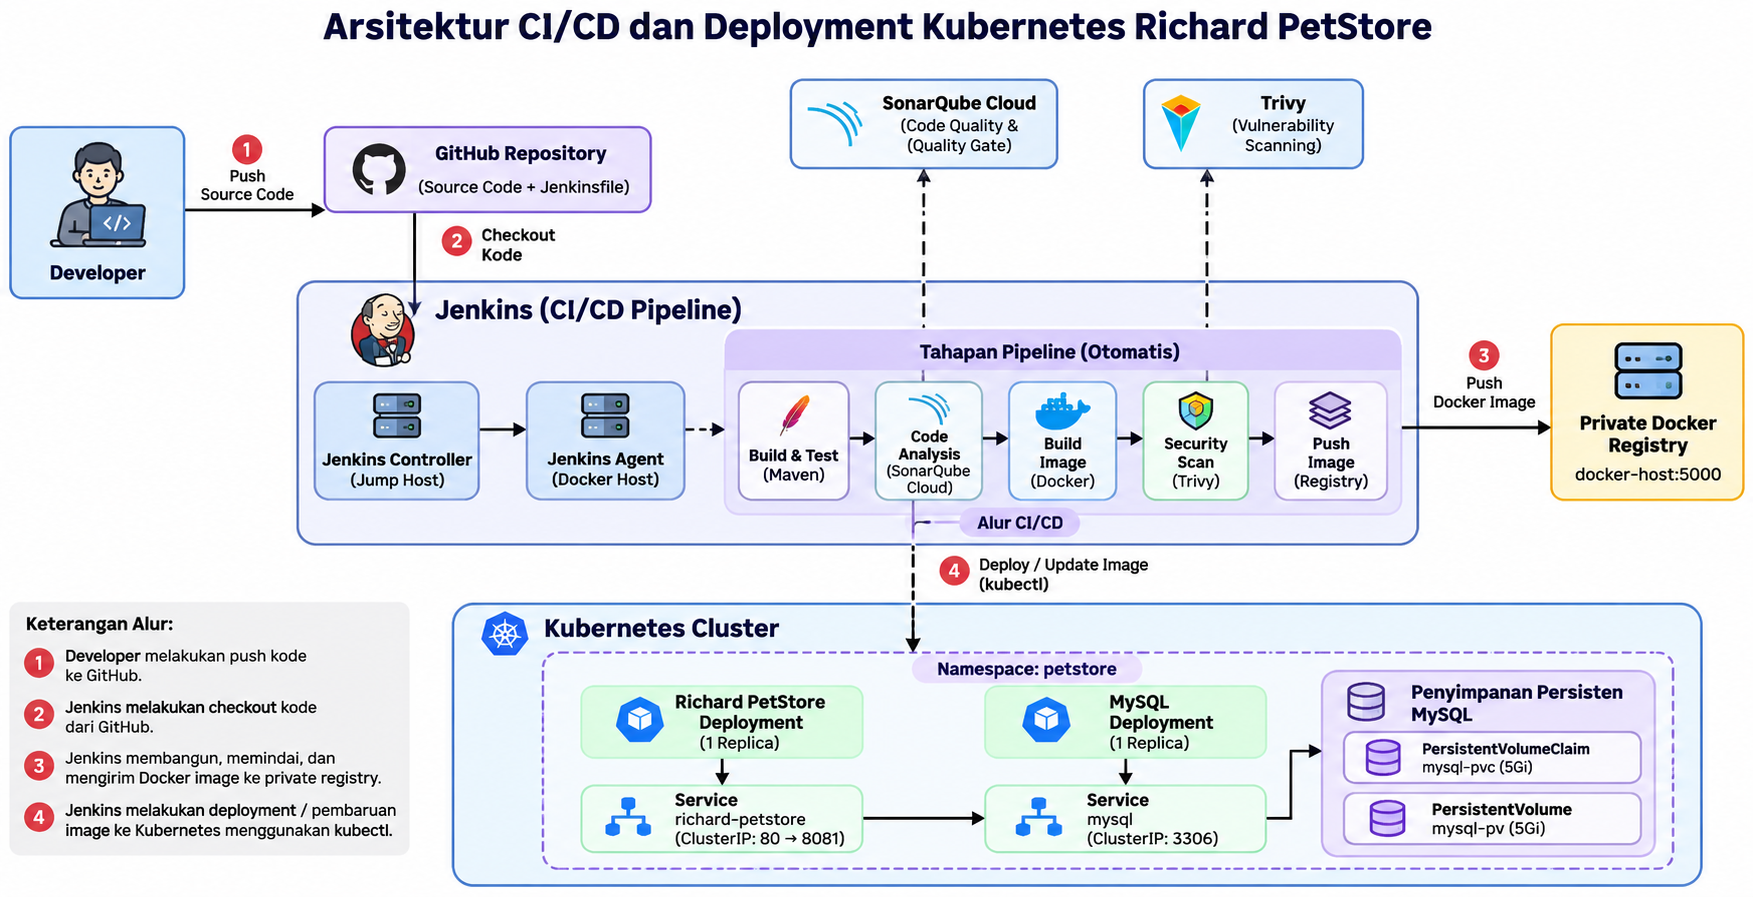 Arsitektur CI/CD dan Deployment Kubernetes Richard PetStore
SonarQube Cloud
(Code Quality &
(Quality Gate)
Trivy
(Vulnerability
Scanning)
Developer
</>
1
Push
Source Code
GitHub Repository
(Source Code + Jenkinsfile)
2
Checkout
Kode
Jenkins (CI/CD Pipeline)
Tahapan Pipeline (Otomatis)
Jenkins Controller
(Jump Host)
Jenkins Agent
(Docker Host)
Build & Test
(Maven)
Code
Analysis
(SonarQube
Cloud)
Build
Image
(Docker)
Security
Scan
(Trivy)
Push
Image
(Registry)
Alur CI/CD
3
Push
Docker Image
Private Docker
Registry
docker-host:5000
4
Deploy / Update Image
(kubectl)
Keterangan Alur:
1
Developer melakukan push kode
ke GitHub.
2
Jenkins melakukan checkout kode
dari GitHub.
3
Jenkins membangun, memindai, dan
mengirim Docker image ke private registry.
4
Jenkins melakukan deployment / pembaruan
image ke Kubernetes menggunakan kubectl.
Kubernetes Cluster
Namespace: petstore
Richard PetStore
Deployment
(1 Replica)
MySQL
Deployment
(1 Replica)
Service
richard-petstore
(ClusterIP: 80 → 8081)
Service
mysql
(ClusterIP: 3306)
Penyimpanan Persisten
MySQL
PersistentVolumeClaim
mysql-pvc (5Gi)
PersistentVolume
mysql-pv (5Gi)